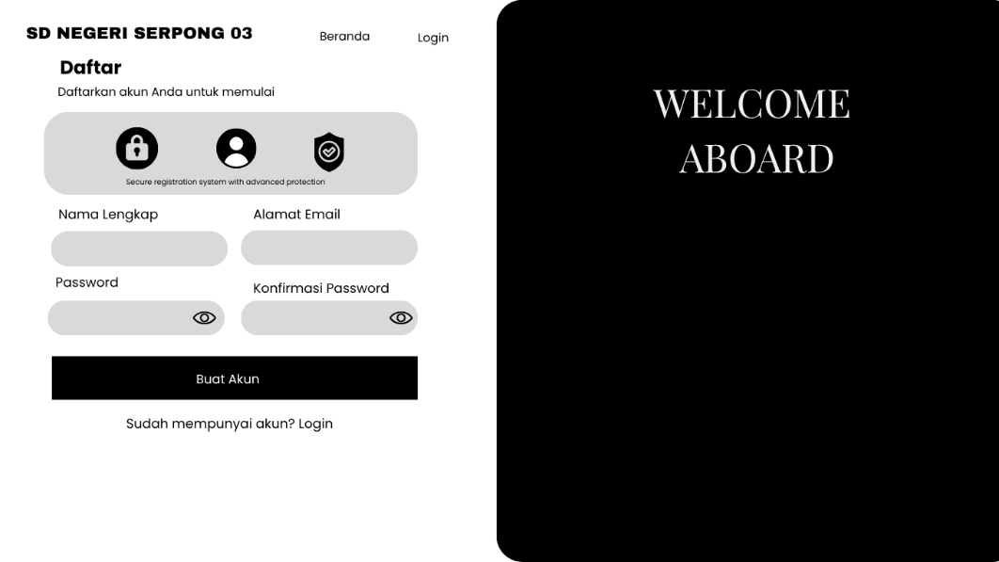 SD NEGERI SERPONG 03
Beranda
Login
Daftar
Daftarkan akun Anda untuk memulai
Secure registration system with advanced protection
Nama Lengkap
Alamat Email
Password
Konfirmasi Password
Buat Akun
Sudah mempunyai akun? Login
WELCOME
ABOARD